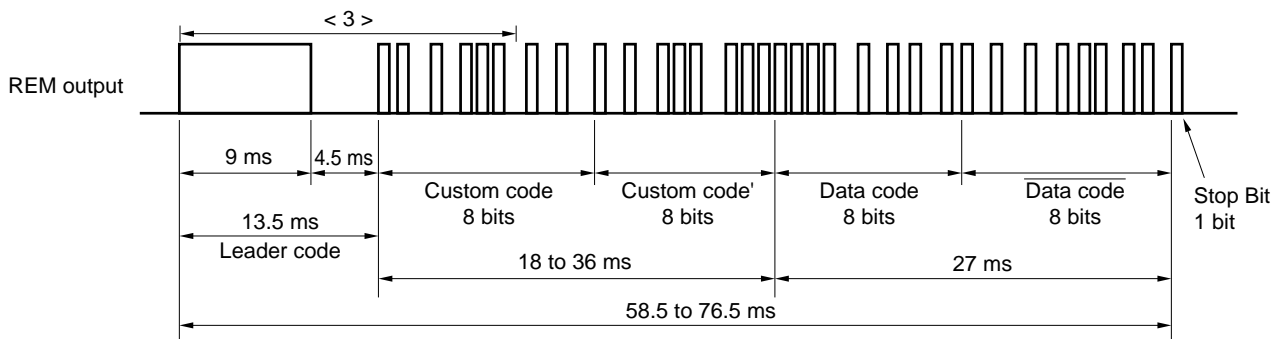 < 3 >
REM output
9 ms
4.5 ms
Custom code
8 bits
Custom code'
8 bits
Data code
8 bits
Data code
8 bits
Stop Bit
1 bit
13.5 ms
Leader code
18 to 36 ms
27 ms
58.5 to 76.5 ms